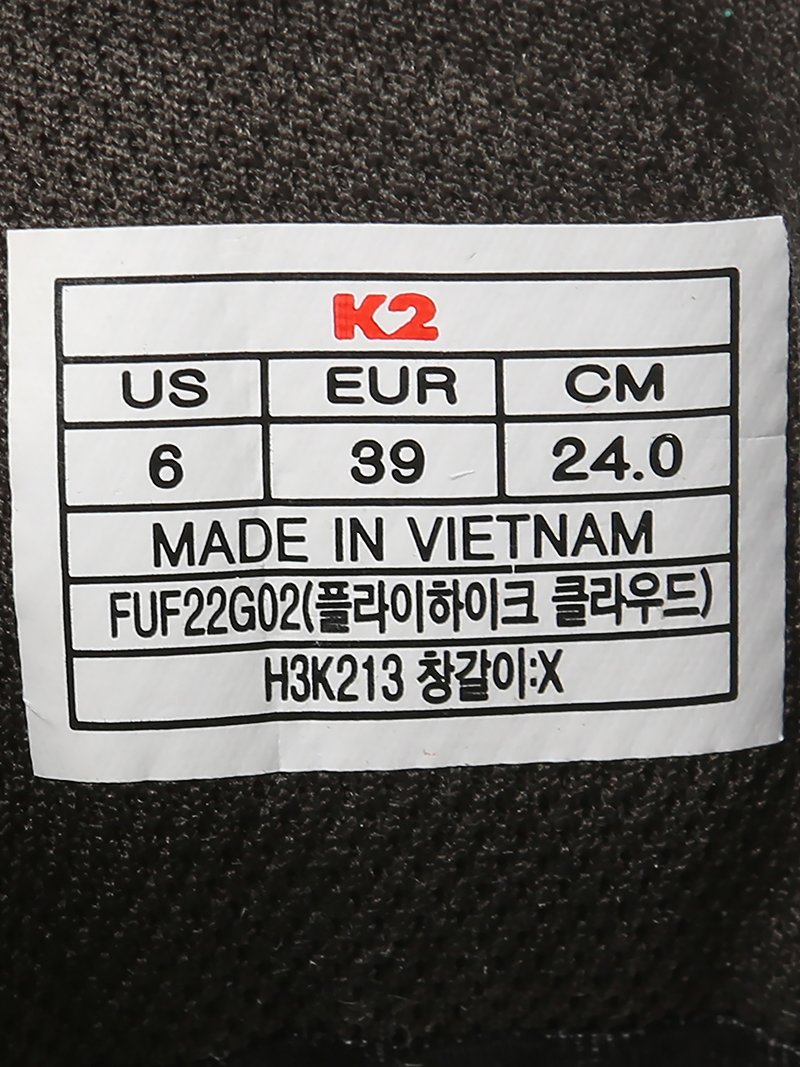 K2
US EUR CM
6 39 24.0
MADE IN VIETNAM
FUF22G02(플라이하이크 클라우드)
H3K213 창갈이:X